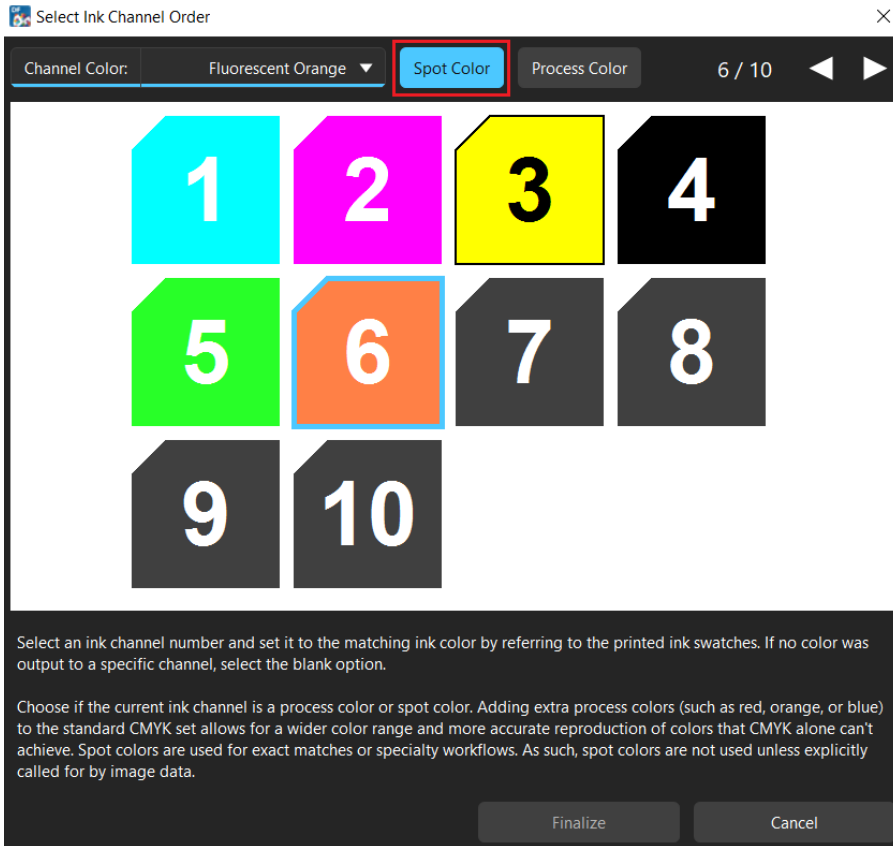 Select Ink Channel Order
Channel Color: Fluorescent Orange Spot Color Process Color 6 / 10
1 2 3 4
5 6 7 8
9 10
Select an ink channel number and set it to the matching ink color by referring to the printed ink swatches. If no color was
output to a specific channel, select the blank option.
Choose if the current ink channel is a process color or spot color. Adding extra process colors (such as red, orange, or blue)
to the standard CMYK set allows for a wider color range and more accurate reproduction of colors that CMYK alone can't
achieve. Spot colors are used for exact matches or specialty workflows. As such, spot colors are not used unless explicitly
called for by image data.
Finalize Cancel